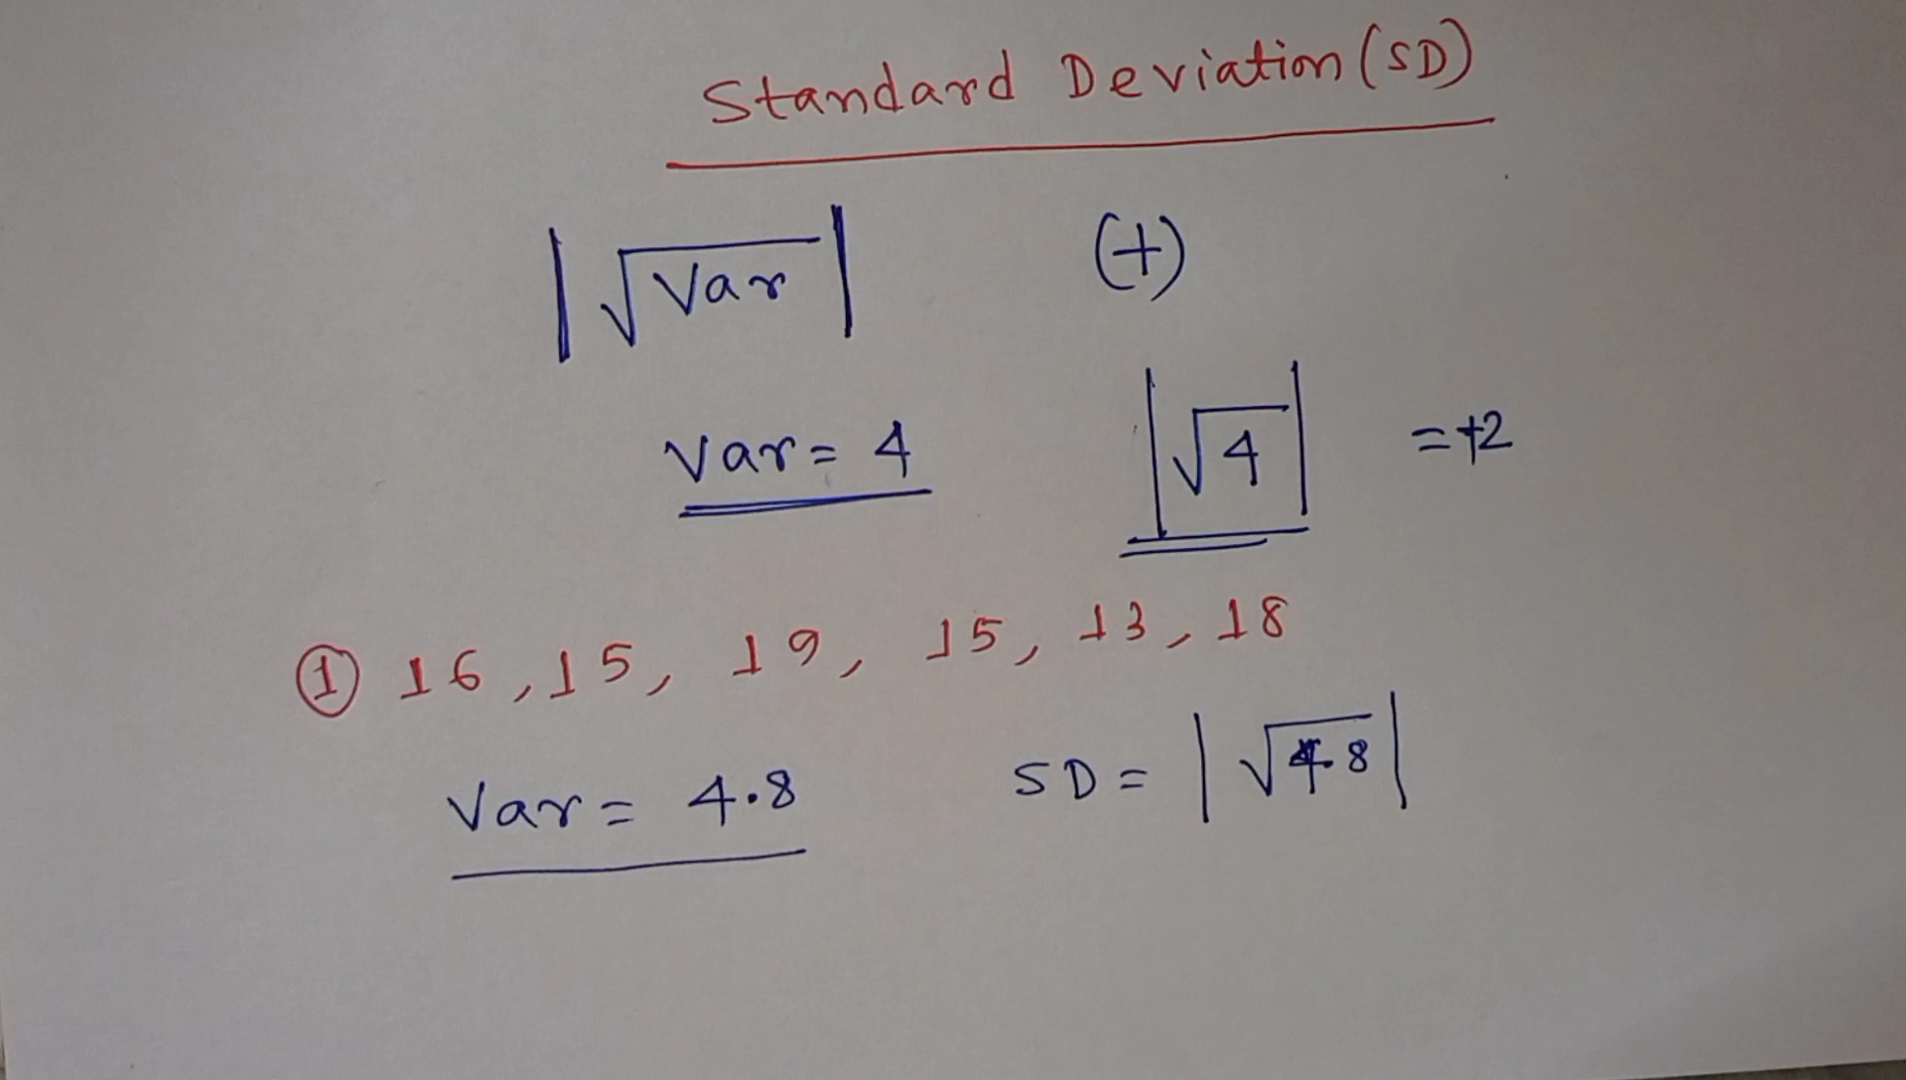 Standard Deviation (SD)
|√Var| (+)
Var = 4 |√4| = +2
① 16, 15, 19, 15, 13, 18
Var = 4.8 SD = |√4.8|